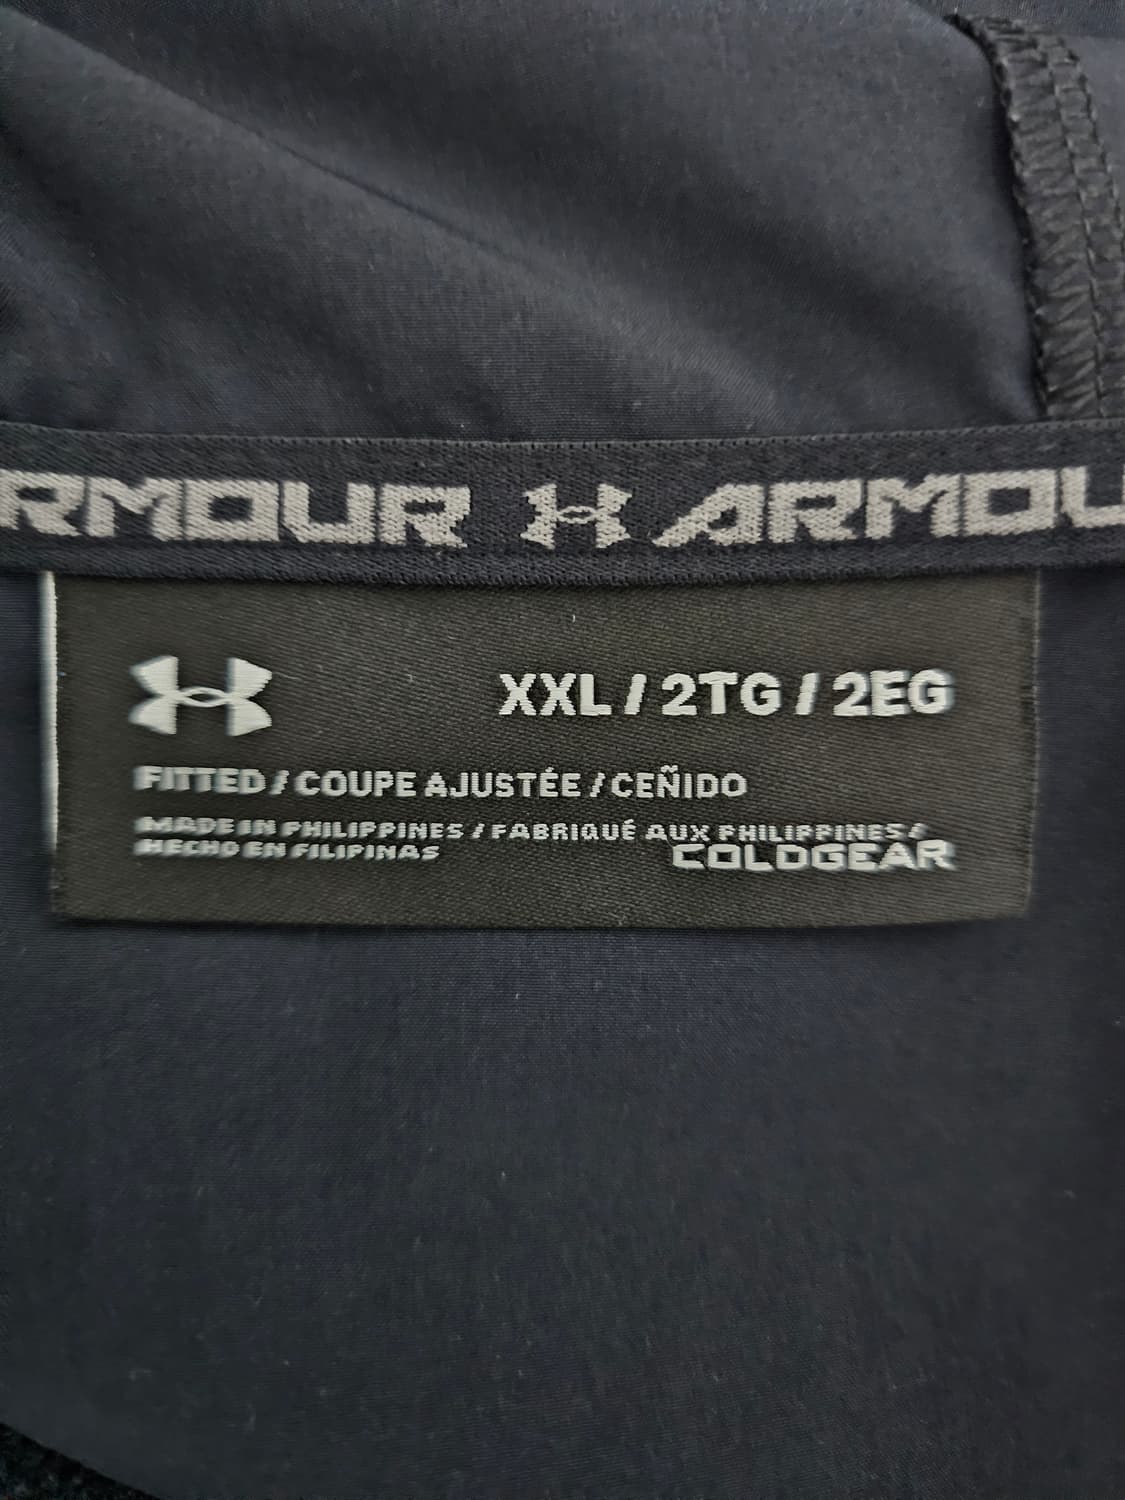 RMOUR ARMOU
XXL / 2TG / 2EG
FITTED / COUPE AJUSTÉE / CEÑIDO
MADE IN PHILIPPINES / FABRIQUÉ AUX PHILIPPINES /
HECHO EN FILIPINAS
COLDGEAR